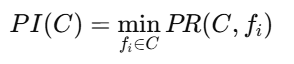 PI(C) = min PR(C, f_i)
f_i∈C